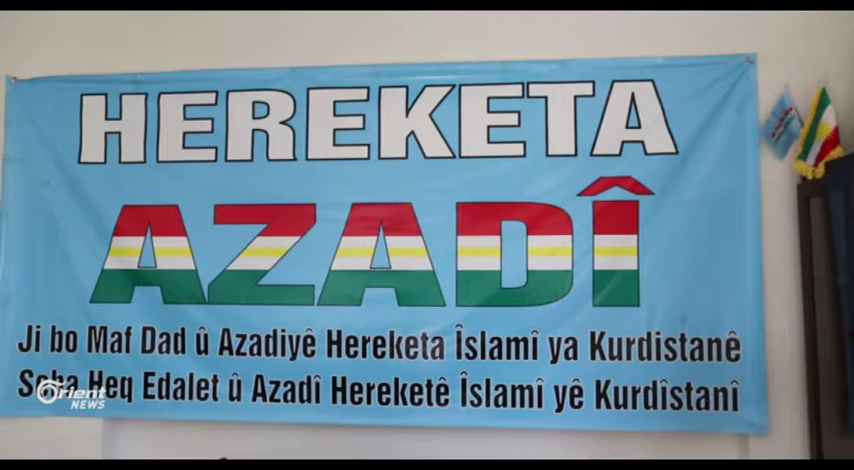 HEREKETA
AZADÎ
Ji bo Maf Dad û Azadiyê Hereketa Îslamî ya Kurdistanê
Heq Edalet û Azadî Hereketê Îslamî yê Kurdîstanî
Orient
NEWS